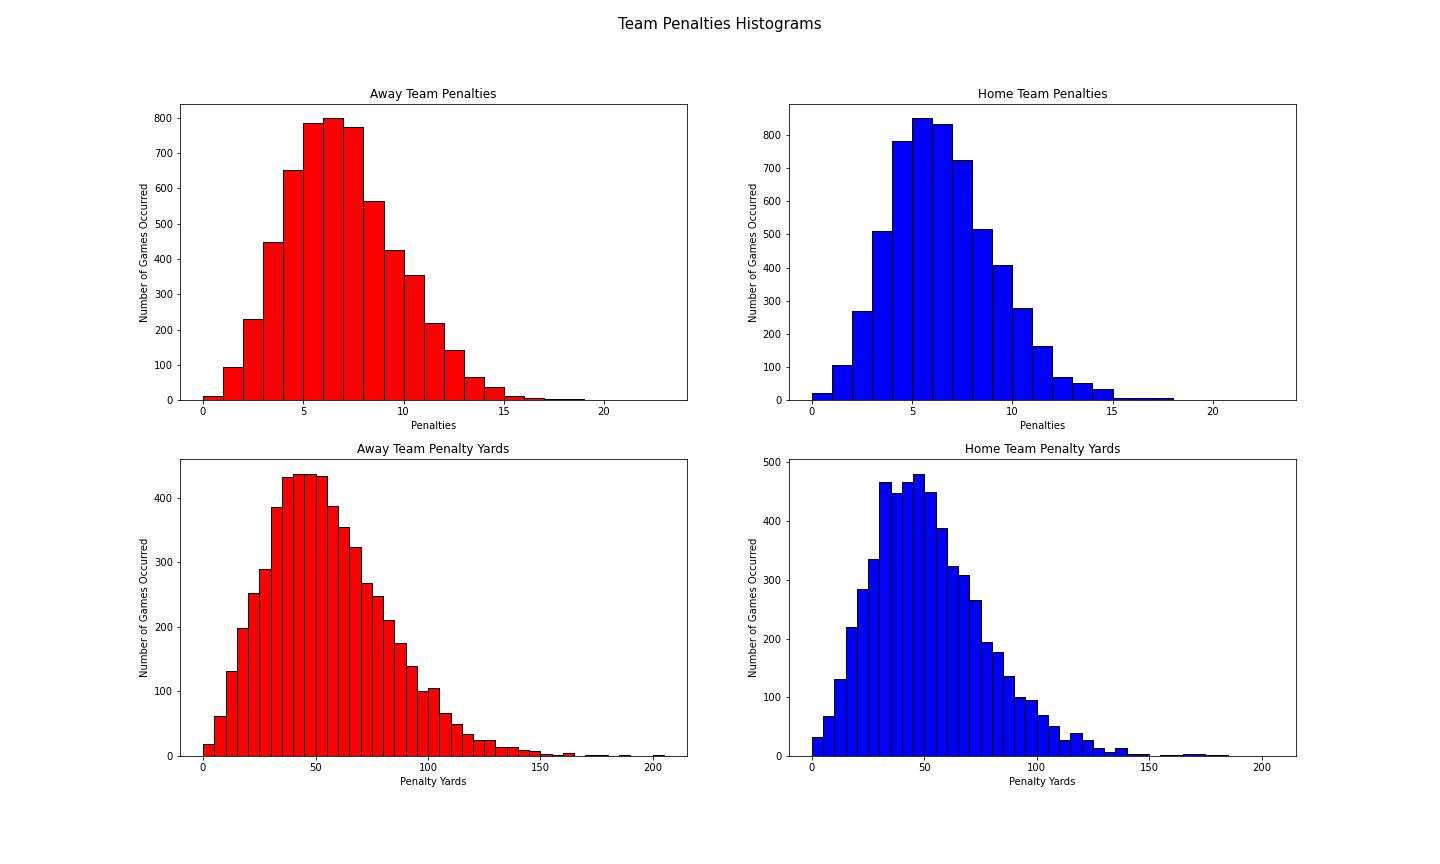 Team Penalties Histograms
Away Team Penalties
Number of Games Occurred
800
700
600
500
400
300
200
100
0
0 5 10 15 20
Penalties
Home Team Penalties
Number of Games Occurred
800
700
600
500
400
300
200
100
0
0 5 10 15 20
Penalties
Away Team Penalty Yards
Number of Games Occurred
400
300
200
100
0
0 50 100 150 200
Penalty Yards
Home Team Penalty Yards
Number of Games Occurred
500
400
300
200
100
0
0 50 100 150 200
Penalty Yards